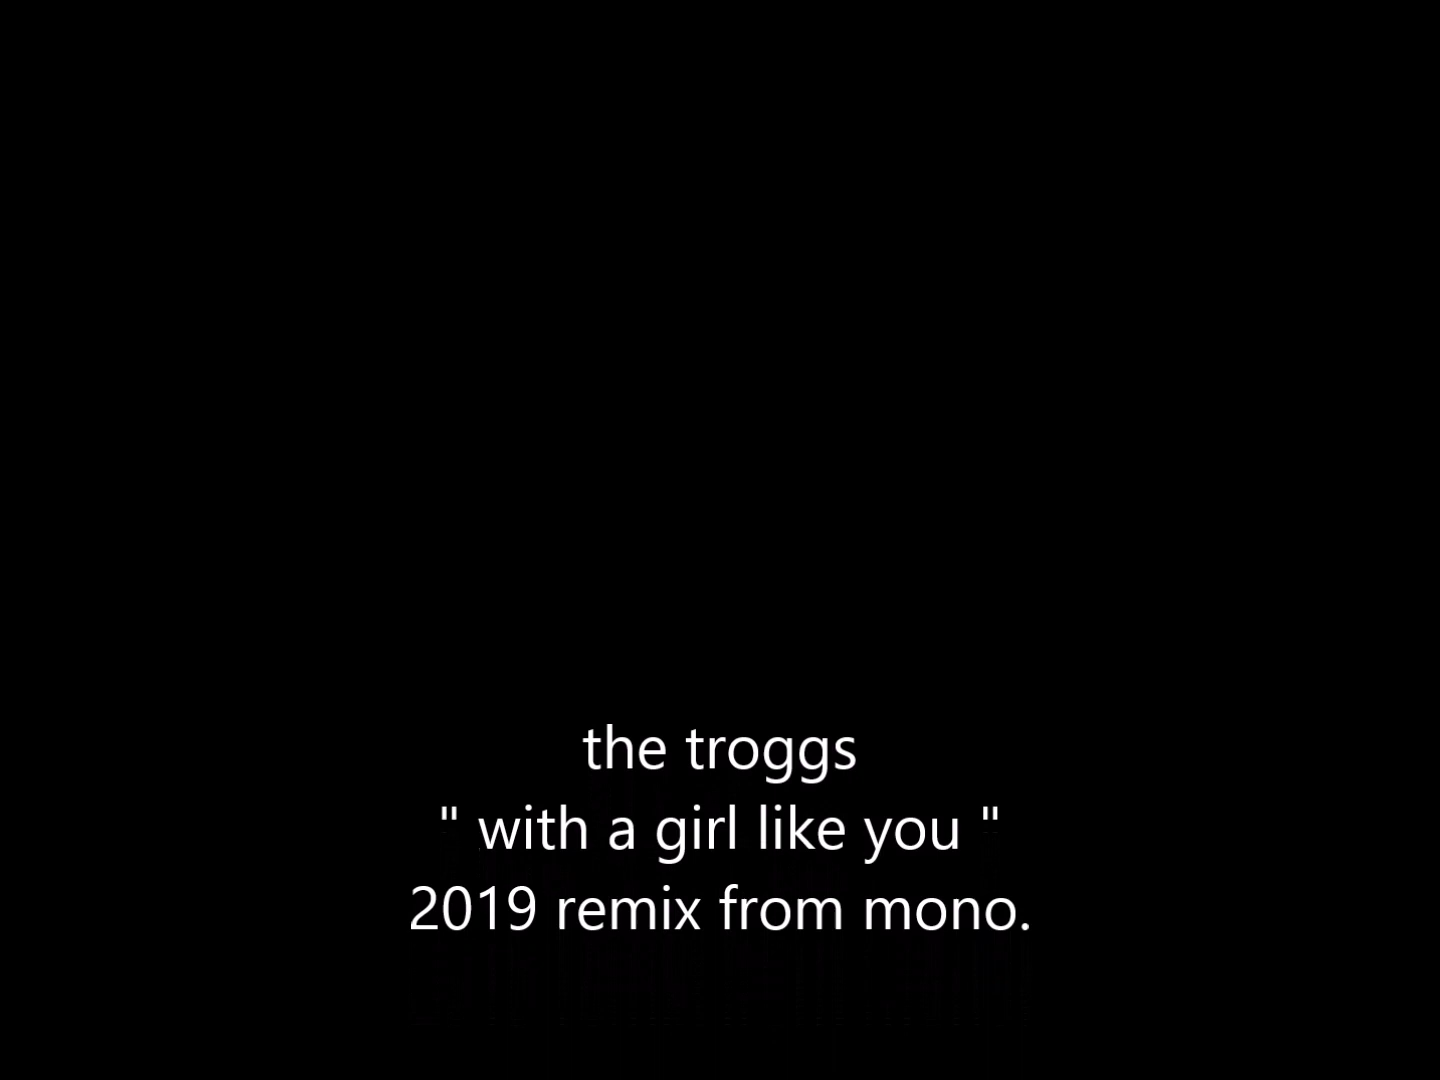 the troggs
" with a girl like you "
2019 remix from mono.